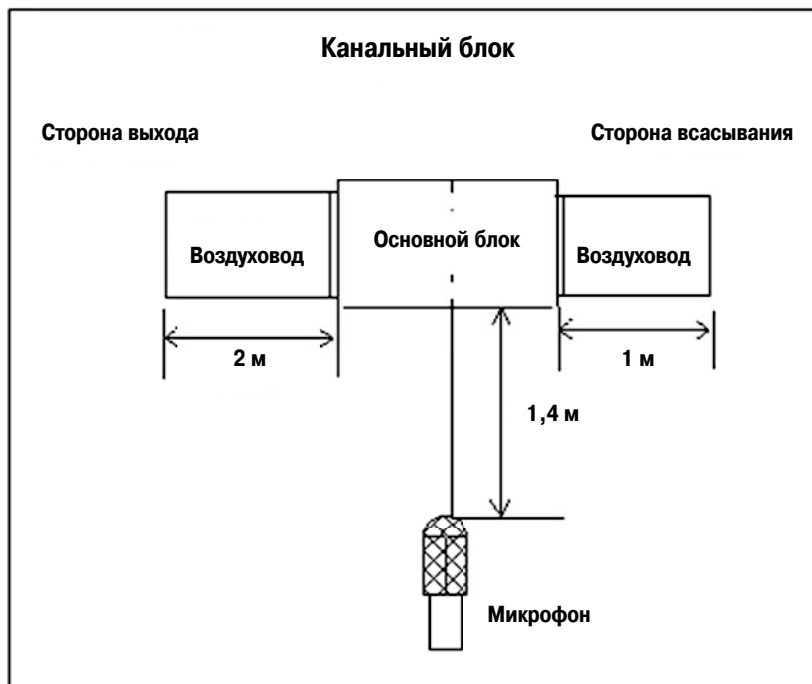 Канальный блок
Сторона выхода
Сторона всасывания
Воздуховод
Основной блок
Воздуховод
2 м
1 м
1,4 м
Микрофон